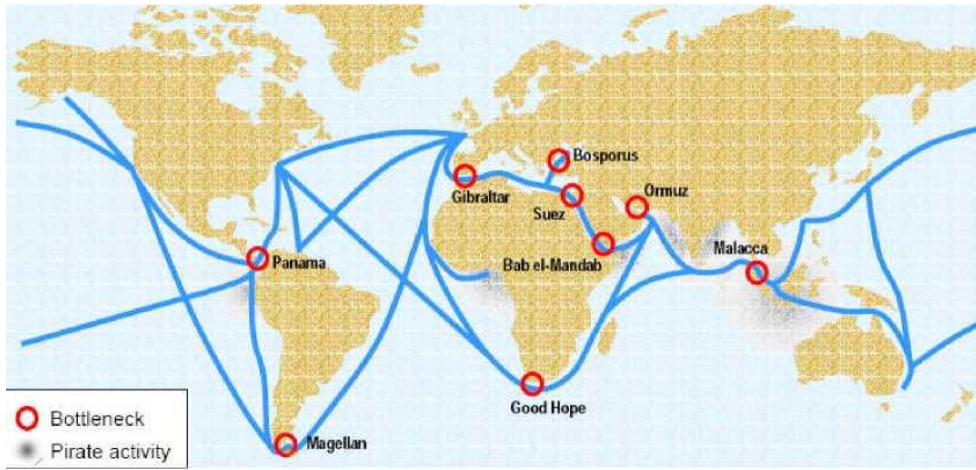 Bosporus
Gibraltar
Ormuz
Suez
Malacca
Panama
Bab el-Mandab
Good Hope
Bottleneck
Magellan
Pirate activity